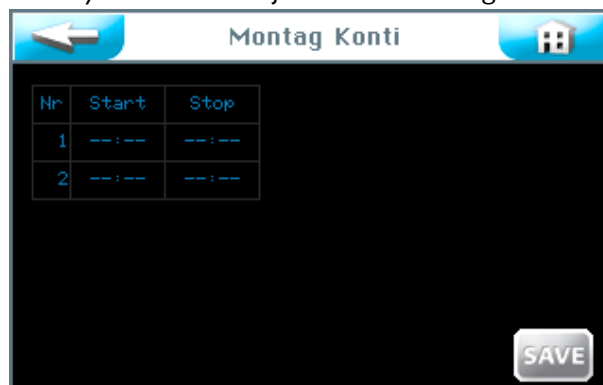 Montag Konti
Nr Start Stop
1 --:-- --:--
2 --:-- --:--
SAVE